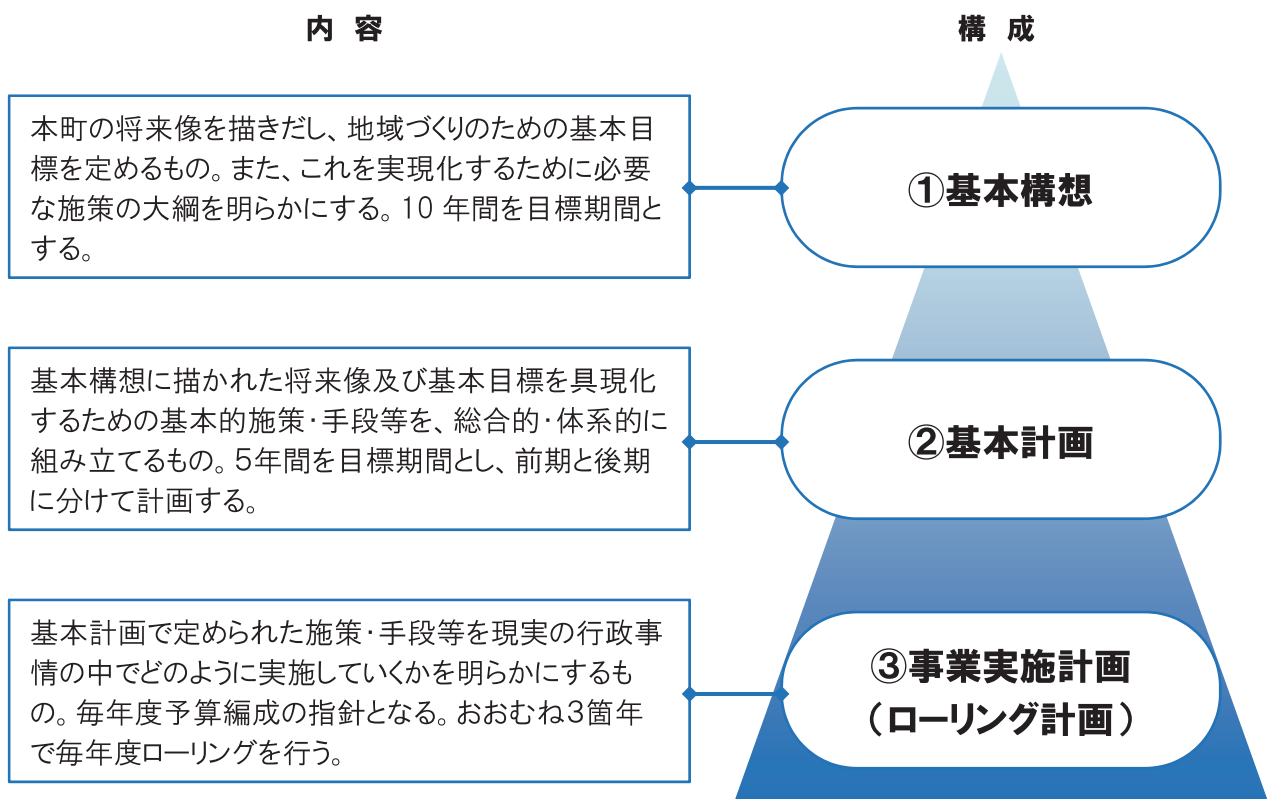 内 容
構 成
本町の将来像を描きだし、地域づくりのための基本目
標を定めるもの。また、これを実現化するために必要
な施策の大綱を明らかにする。10 年間を目標期間と
する。
①基本構想
基本構想に描かれた将来像及び基本目標を具現化
するための基本的施策・手段等を、総合的・体系的に
組み立てるもの。5年間を目標期間とし、前期と後期
に分けて計画する。
②基本計画
基本計画で定められた施策・手段等を現実の行政事
情の中でどのように実施していくかを明らかにするも
の。毎年度予算編成の指針となる。おおむね3箇年
で毎年度ローリングを行う。
③事業実施計画
（ローリング計画）